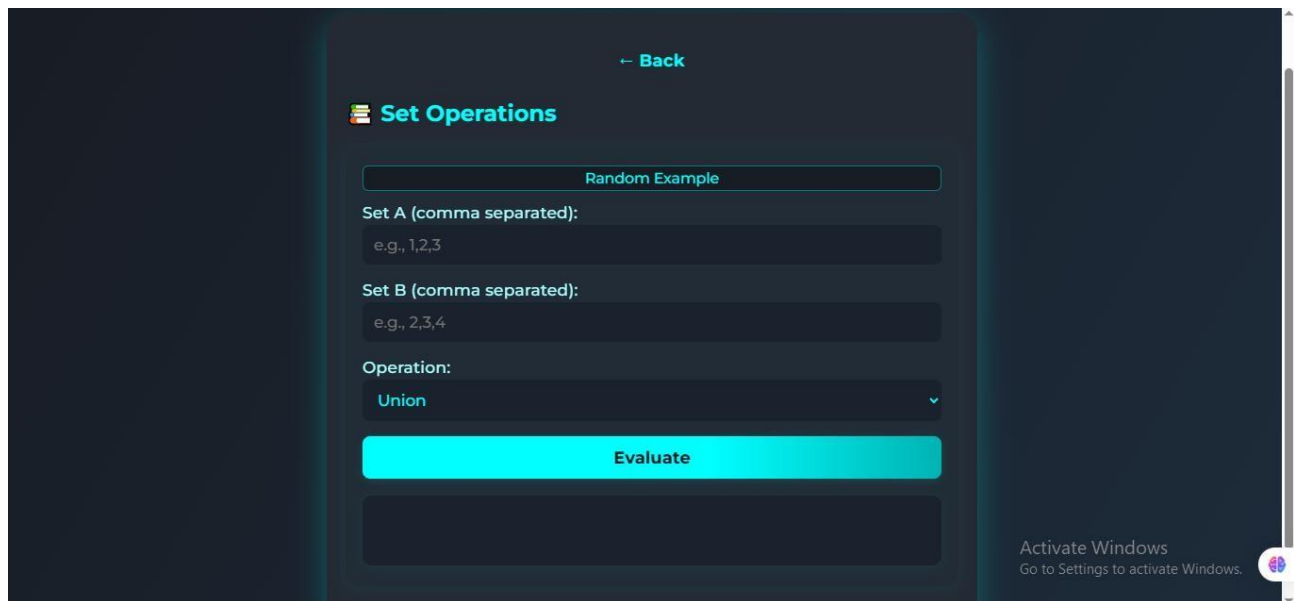 ← Back
Set Operations
Random Example
Set A (comma separated):
e.g., 1,2,3
Set B (comma separated):
e.g., 2,3,4
Operation:
Union
Evaluate
Activate Windows
Go to Settings to activate Windows.